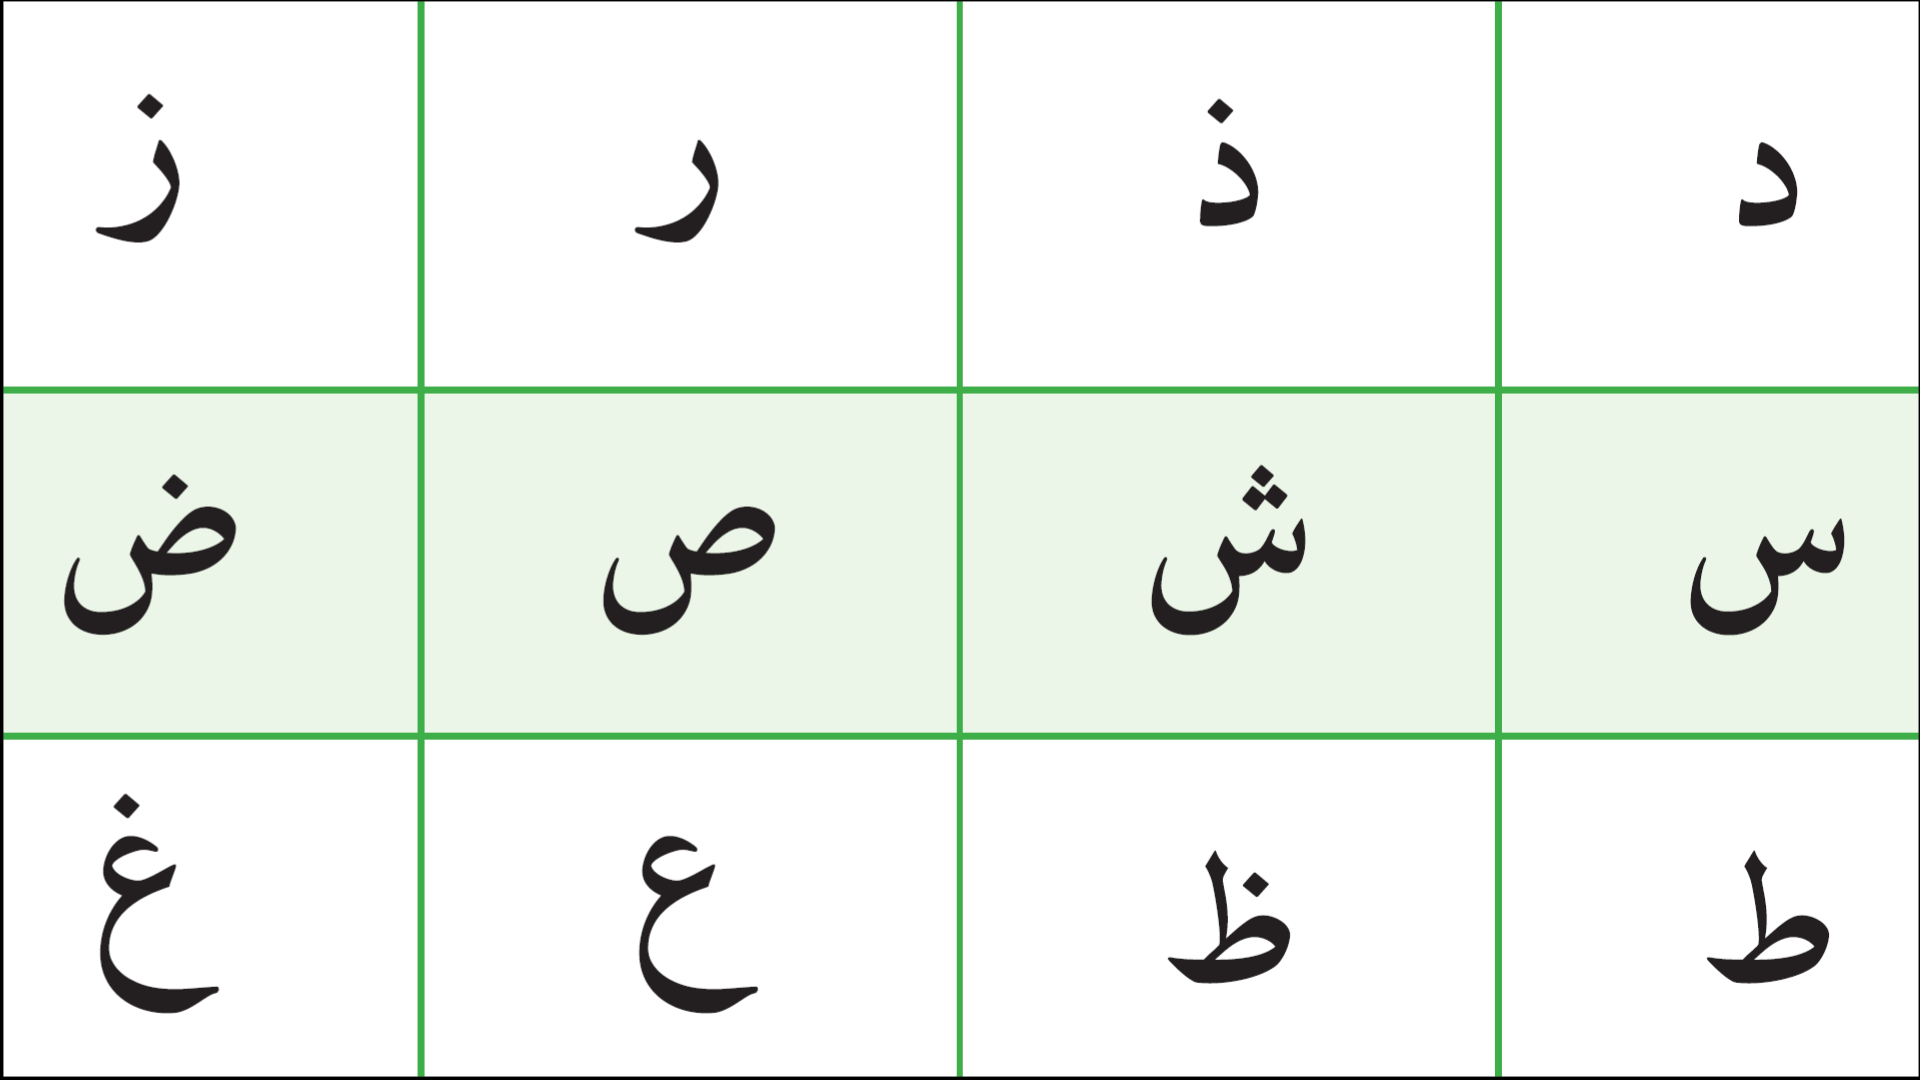 د ذ ر ز
س ش ص ض
ط ظ ع غ